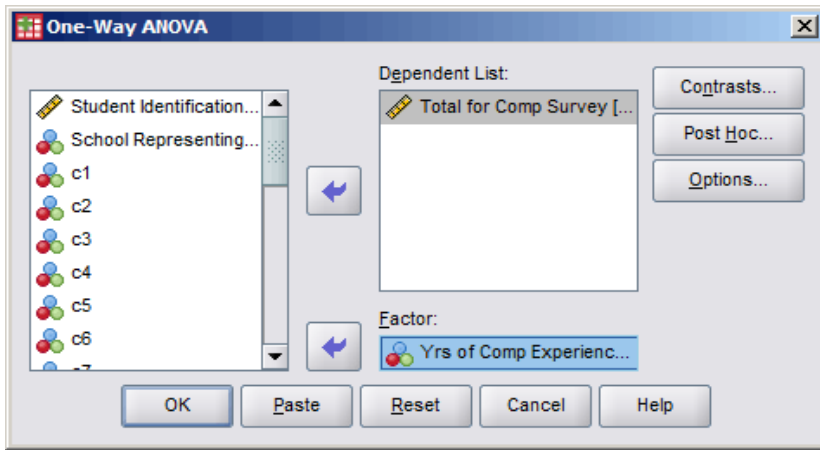 One-Way ANOVA
Student Identification...
School Representing...
c1
c2
c3
c4
c5
c6
Dependent List:
Total for Comp Survey [...
Factor:
Yrs of Comp Experienc...
Contrasts...
Post Hoc...
Options...
OK
Paste
Reset
Cancel
Help